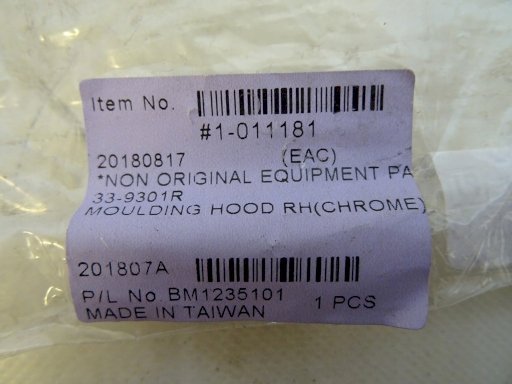 Item No.
#1-011181
20180817 (EAC)
*NON ORIGINAL EQUIPMENT PA
33-9301R
MOULDING HOOD RH(CHROME)
201807A
P/L No. BM1235101 1 PCS
MADE IN TAIWAN